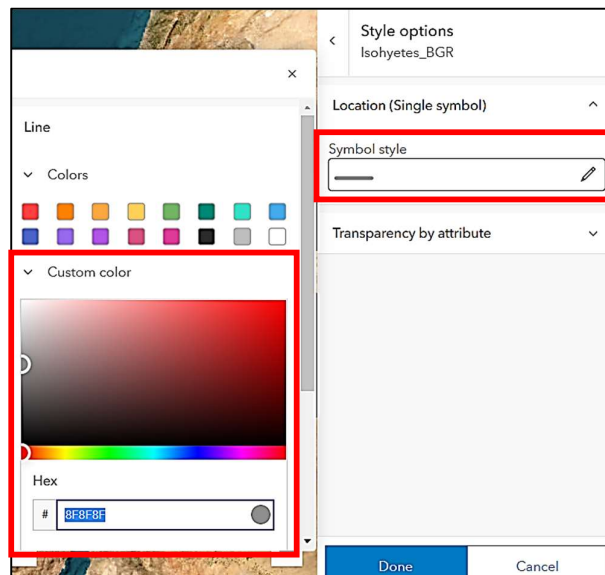 Line
Colors
Custom color
Hex
# 8F8F8F
Style options
Isohyetes_BGR
Location (Single symbol)
Symbol style
Transparency by attribute
Done
Cancel